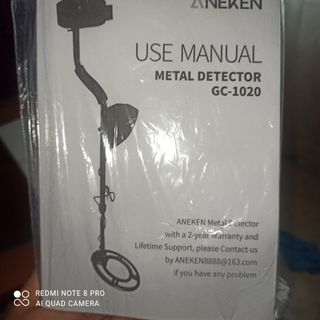 ANEKEN
USE MANUAL
METAL DETECTOR
GC-1020
ANEKEN Metal Detector
with a 2-year warranty and
Lifetime Support, please Contact us
by ANEKEN8888@163.com
if you have any problem
REDMI NOTE 8 PRO
AI QUAD CAMERA